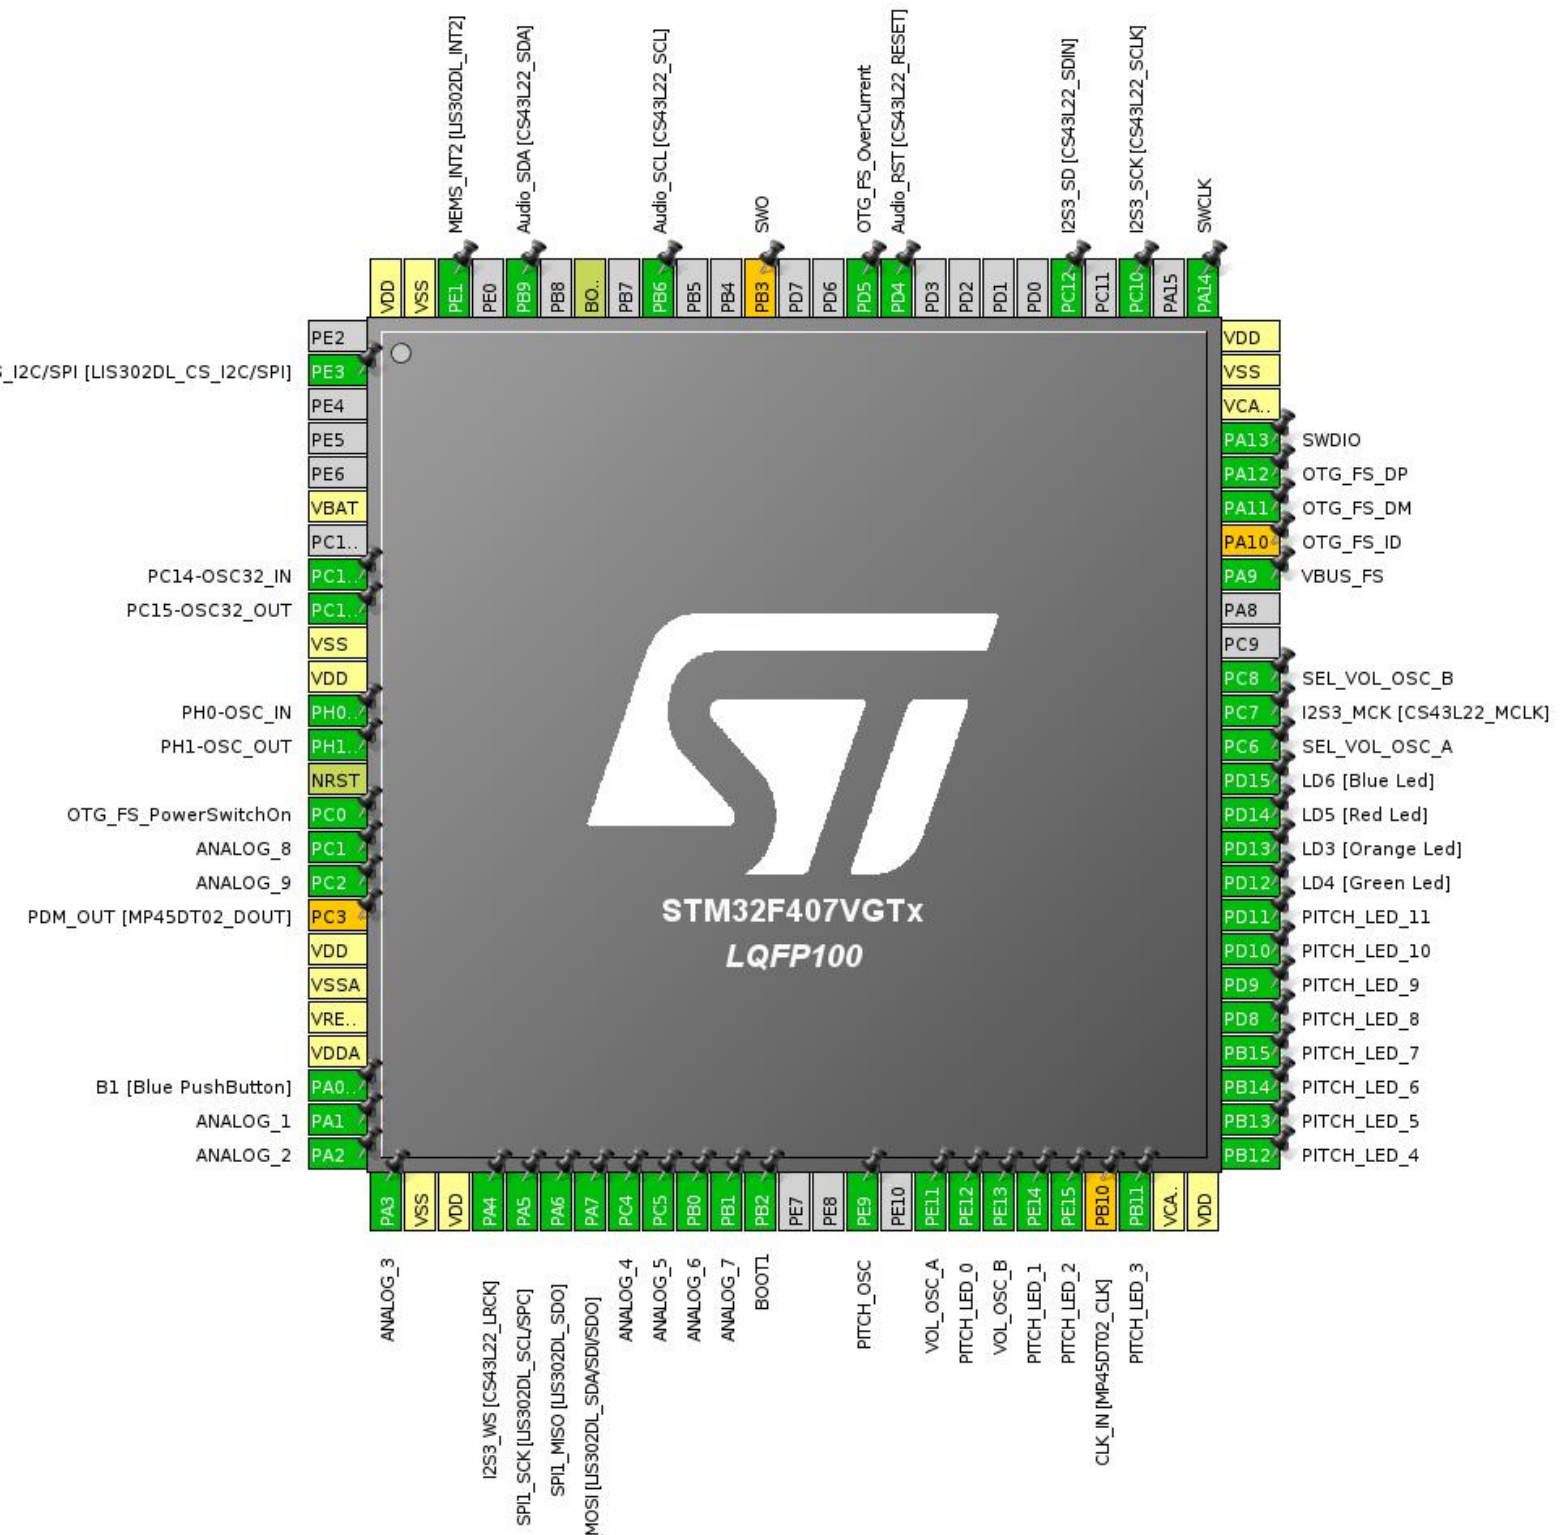 MEMS_INT2 [LIS302DL_INT2]
Audio_SDA [CS43L22_SDA]
Audio_SCL [CS43L22_SCL]
SWO
OTG_FS_OverCurrent
Audio_RST [CS43L22_RESET]
I2S3_SD [CS43L22_SDIN]
I2S3_SCK [CS43L22_SCLK]
SWCLK
VDD
VSS
PE1
PE0
PB9
PB8
BO..
PB7
PB6
PB5
PB4
PB3
PD7
PD6
PD5
PD4
PD3
PD2
PD1
PD0
PC12
PC11
PC10
PA15
PA14
PE2
_I2C/SPI [LIS302DL_CS_I2C/SPI] PE3
PE4
PE5
PE6
VBAT
PC1..
PC14-OSC32_IN PC1..
PC15-OSC32_OUT PC1..
VSS
VDD
PH0-OSC_IN PH0..
PH1-OSC_OUT PH1..
NRST
OTG_FS_PowerSwitchOn PC0
ANALOG_8 PC1
ANALOG_9 PC2
PDM_OUT [MP45DT02_DOUT] PC3
VDD
VSSA
VRE..
VDDA
B1 [Blue PushButton] PA0..
ANALOG_1 PA1
ANALOG_2 PA2
STM32F407VGTx
LQFP100
VDD
VSS
VCA..
PA13 SWDIO
PA12 OTG_FS_DP
PA11 OTG_FS_DM
PA10 OTG_FS_ID
PA9 VBUS_FS
PA8
PC9
PC8 SEL_VOL_OSC_B
PC7 I2S3_MCK [CS43L22_MCLK]
PC6 SEL_VOL_OSC_A
PD15 LD6 [Blue Led]
PD14 LD5 [Red Led]
PD13 LD3 [Orange Led]
PD12 LD4 [Green Led]
PD11 PITCH_LED_11
PD10 PITCH_LED_10
PD9 PITCH_LED_9
PD8 PITCH_LED_8
PB15 PITCH_LED_7
PB14 PITCH_LED_6
PB13 PITCH_LED_5
PB12 PITCH_LED_4
PA3
VSS
VDD
PA4
PA5
PA6
PA7
PC4
PC5
PB0
PB1
PB2
PE7
PE8
PE9
PE10
PE11
PE12
PE13
PE14
PE15
PB10
PB11
VCA..
VDD
ANALOG_3
I2S3_WS [CS43L22_LRCK]
SPI1_SCK [LIS302DL_SCL/SPC]
SPI1_MISO [LIS302DL_SDO]
MOSI [LIS302DL_SDA/SDI/SDO]
ANALOG_4
ANALOG_5
ANALOG_6
ANALOG_7
BOOT1
PITCH_OSC
VOL_OSC_A
PITCH_LED_0
VOL_OSC_B
PITCH_LED_1
PITCH_LED_2
CLK_IN [MP45DT02_CLK]
PITCH_LED_3